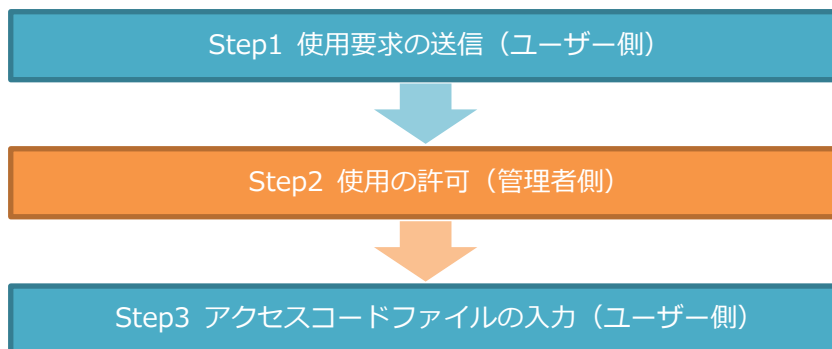 Step1 使用要求の送信（ユーザー側）
Step2 使用の許可（管理者側）
Step3 アクセスコードファイルの入力（ユーザー側）